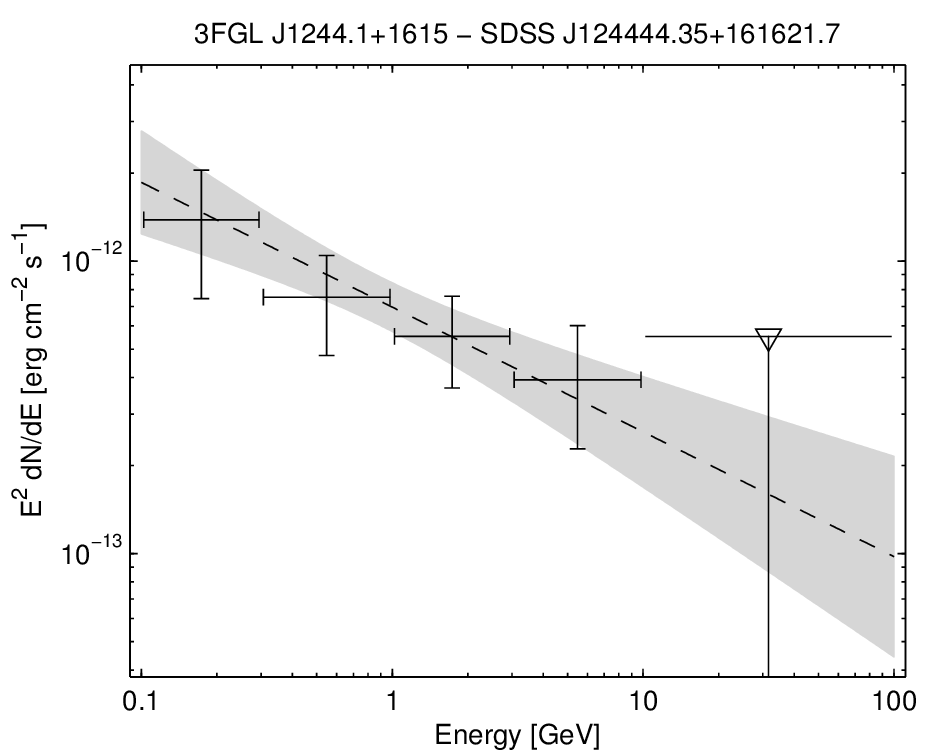 3FGL J1244.1+1615 − SDSS J124444.35+161621.7
E² dN/dE [erg cm⁻² s⁻¹]
10⁻¹²
10⁻¹³
0.1 1 10 100
Energy [GeV]